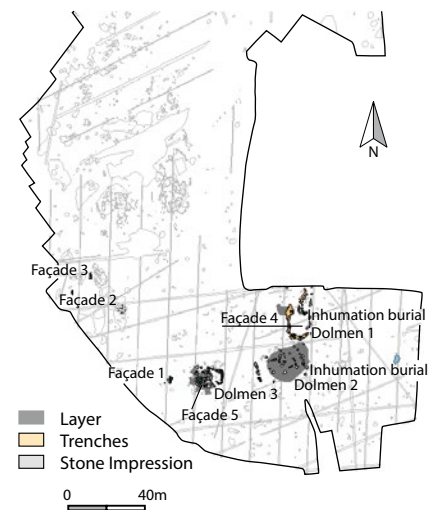 N
Façade 3
Façade 2
Façade 4
Inhumation burial
Dolmen 1
Façade 1
Inhumation burial
Dolmen 2
Dolmen 3
Façade 5
Layer
Trenches
Stone Impression
0 40m